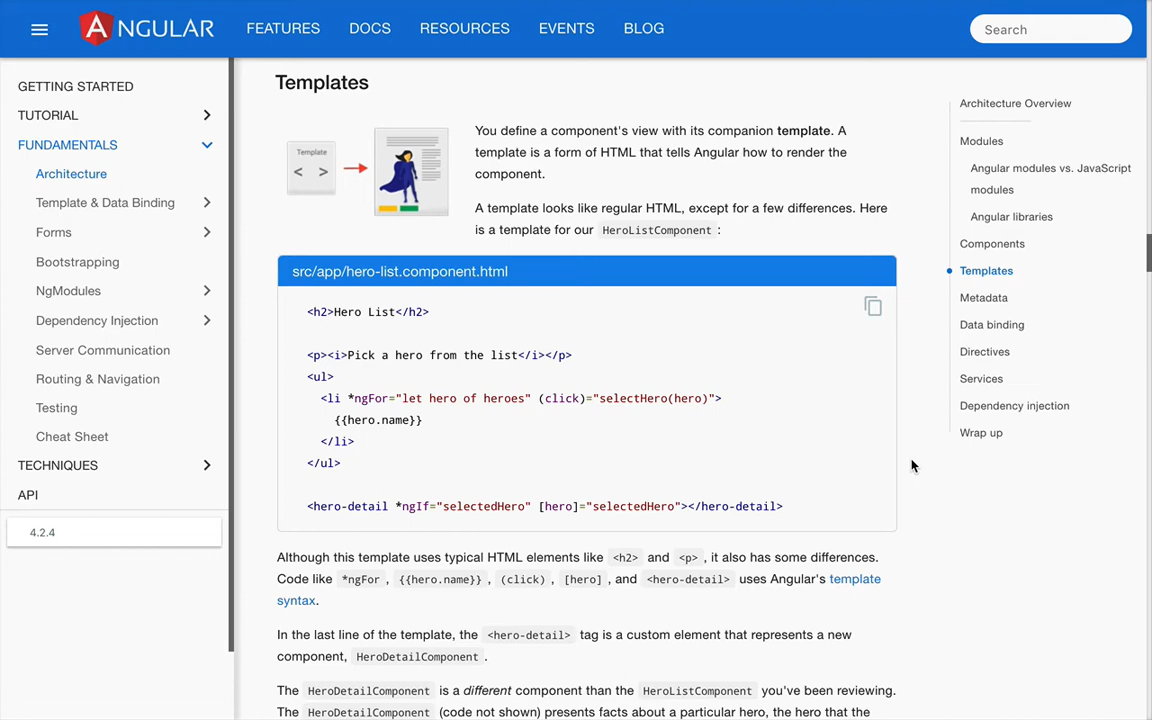 ANGULAR
FEATURES
DOCS
RESOURCES
EVENTS
BLOG
Search
GETTING STARTED
TUTORIAL
FUNDAMENTALS
Architecture
Template & Data Binding
Forms
Bootstrapping
NgModules
Dependency Injection
Server Communication
Routing & Navigation
Testing
Cheat Sheet
TECHNIQUES
API
4.2.4
Templates
Template
< >
You define a component's view with its companion template. A
template is a form of HTML that tells Angular how to render the
component.
A template looks like regular HTML, except for a few differences. Here
is a template for our HeroListComponent :
src/app/hero-list.component.html
<h2>Hero List</h2>
<p><i>Pick a hero from the list</i></p>
<ul>
<li *ngFor="let hero of heroes" (click)="selectHero(hero)">
{{hero.name}}
</li>
</ul>
<hero-detail *ngIf="selectedHero" [hero]="selectedHero"></hero-detail>
Although this template uses typical HTML elements like <h2> and <p> , it also has some differences.
Code like *ngFor , {{hero.name}} , (click) , [hero] , and <hero-detail> uses Angular's template
syntax.
In the last line of the template, the <hero-detail> tag is a custom element that represents a new
component, HeroDetailComponent .
The HeroDetailComponent is a different component than the HeroListComponent you've been reviewing.
The HeroDetailComponent (code not shown) presents facts about a particular hero, the hero that the
Architecture Overview
Modules
Angular modules vs. JavaScript
modules
Angular libraries
Components
Templates
Metadata
Data binding
Directives
Services
Dependency injection
Wrap up